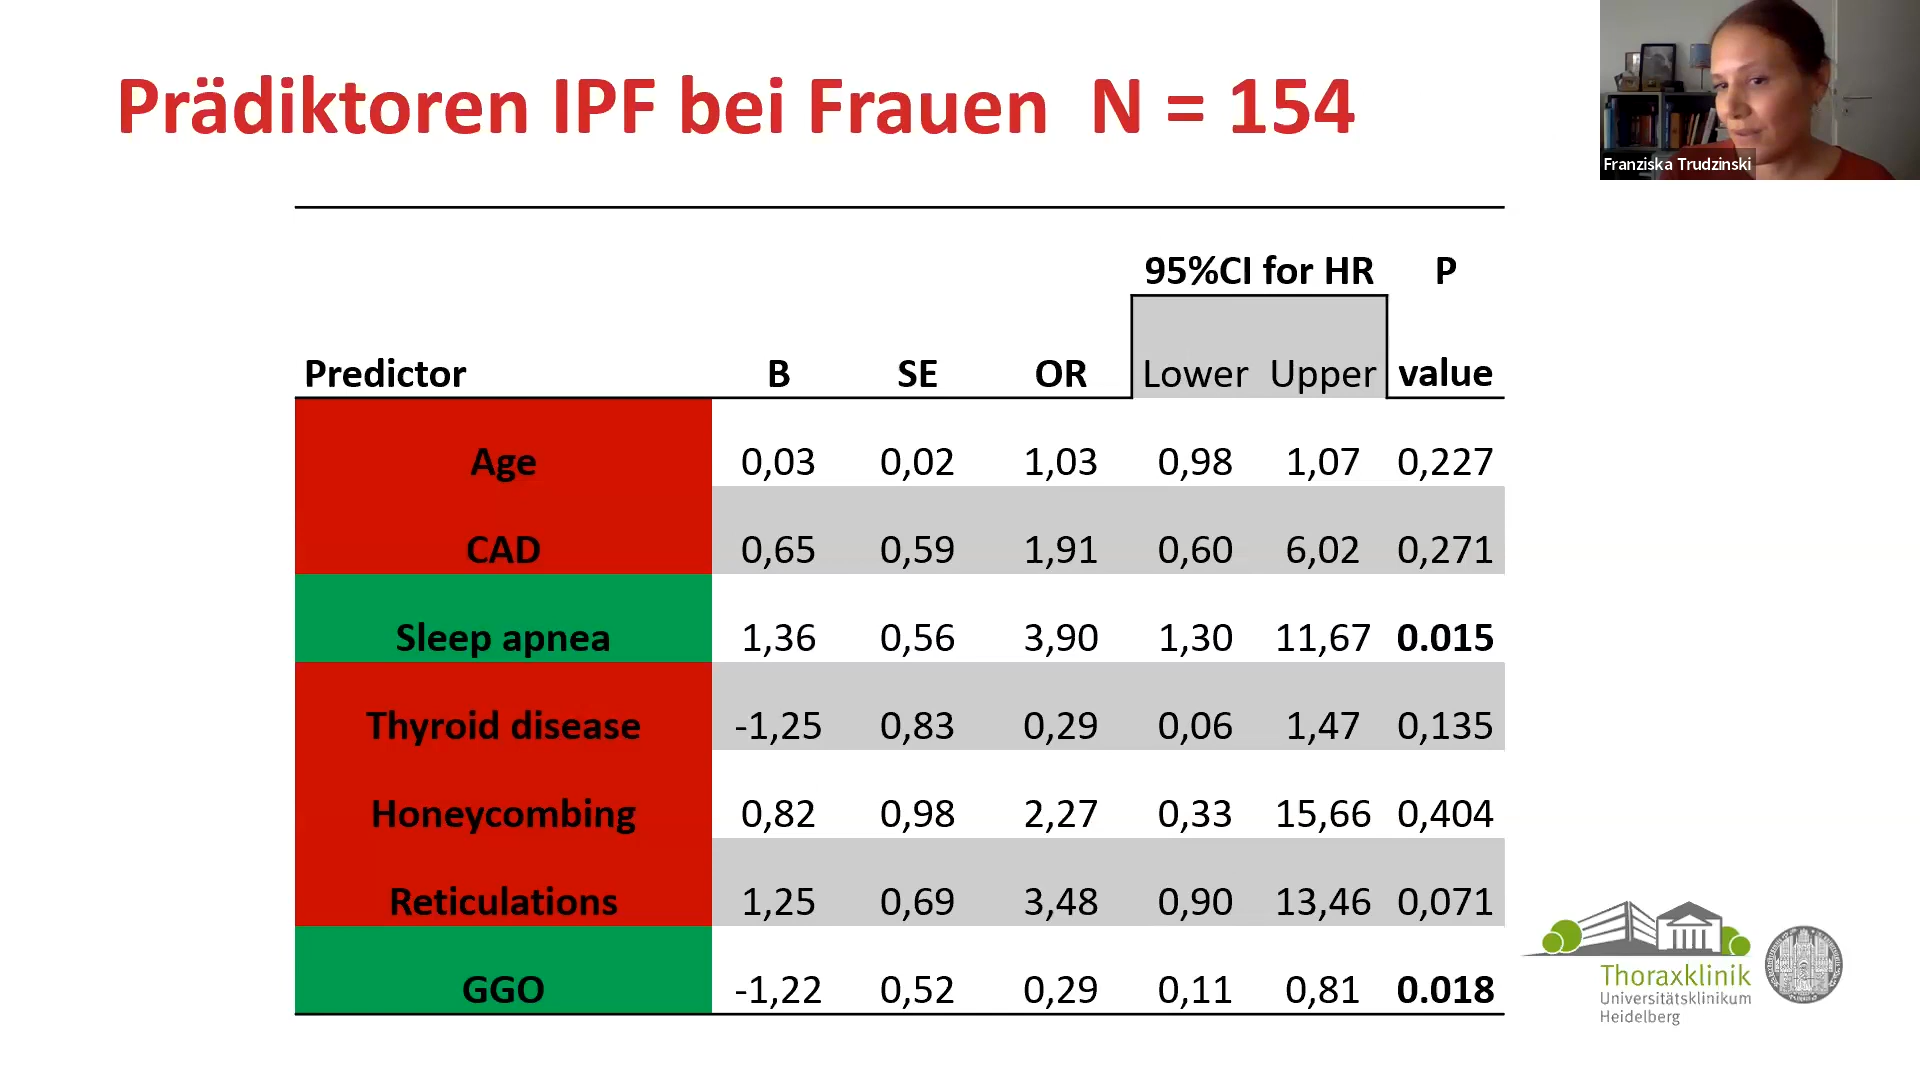 Prädiktoren IPF bei Frauen N = 154
Franziska Trudzinski
95%CI for HR P
Predictor B SE OR Lower Upper value
Age 0,03 0,02 1,03 0,98 1,07 0,227
CAD 0,65 0,59 1,91 0,60 6,02 0,271
Sleep apnea 1,36 0,56 3,90 1,30 11,67 0.015
Thyroid disease -1,25 0,83 0,29 0,06 1,47 0,135
Honeycombing 0,82 0,98 2,27 0,33 15,66 0,404
Reticulations 1,25 0,69 3,48 0,90 13,46 0,071
GGO -1,22 0,52 0,29 0,11 0,81 0.018
Thoraxklinik
Universitätsklinikum
Heidelberg